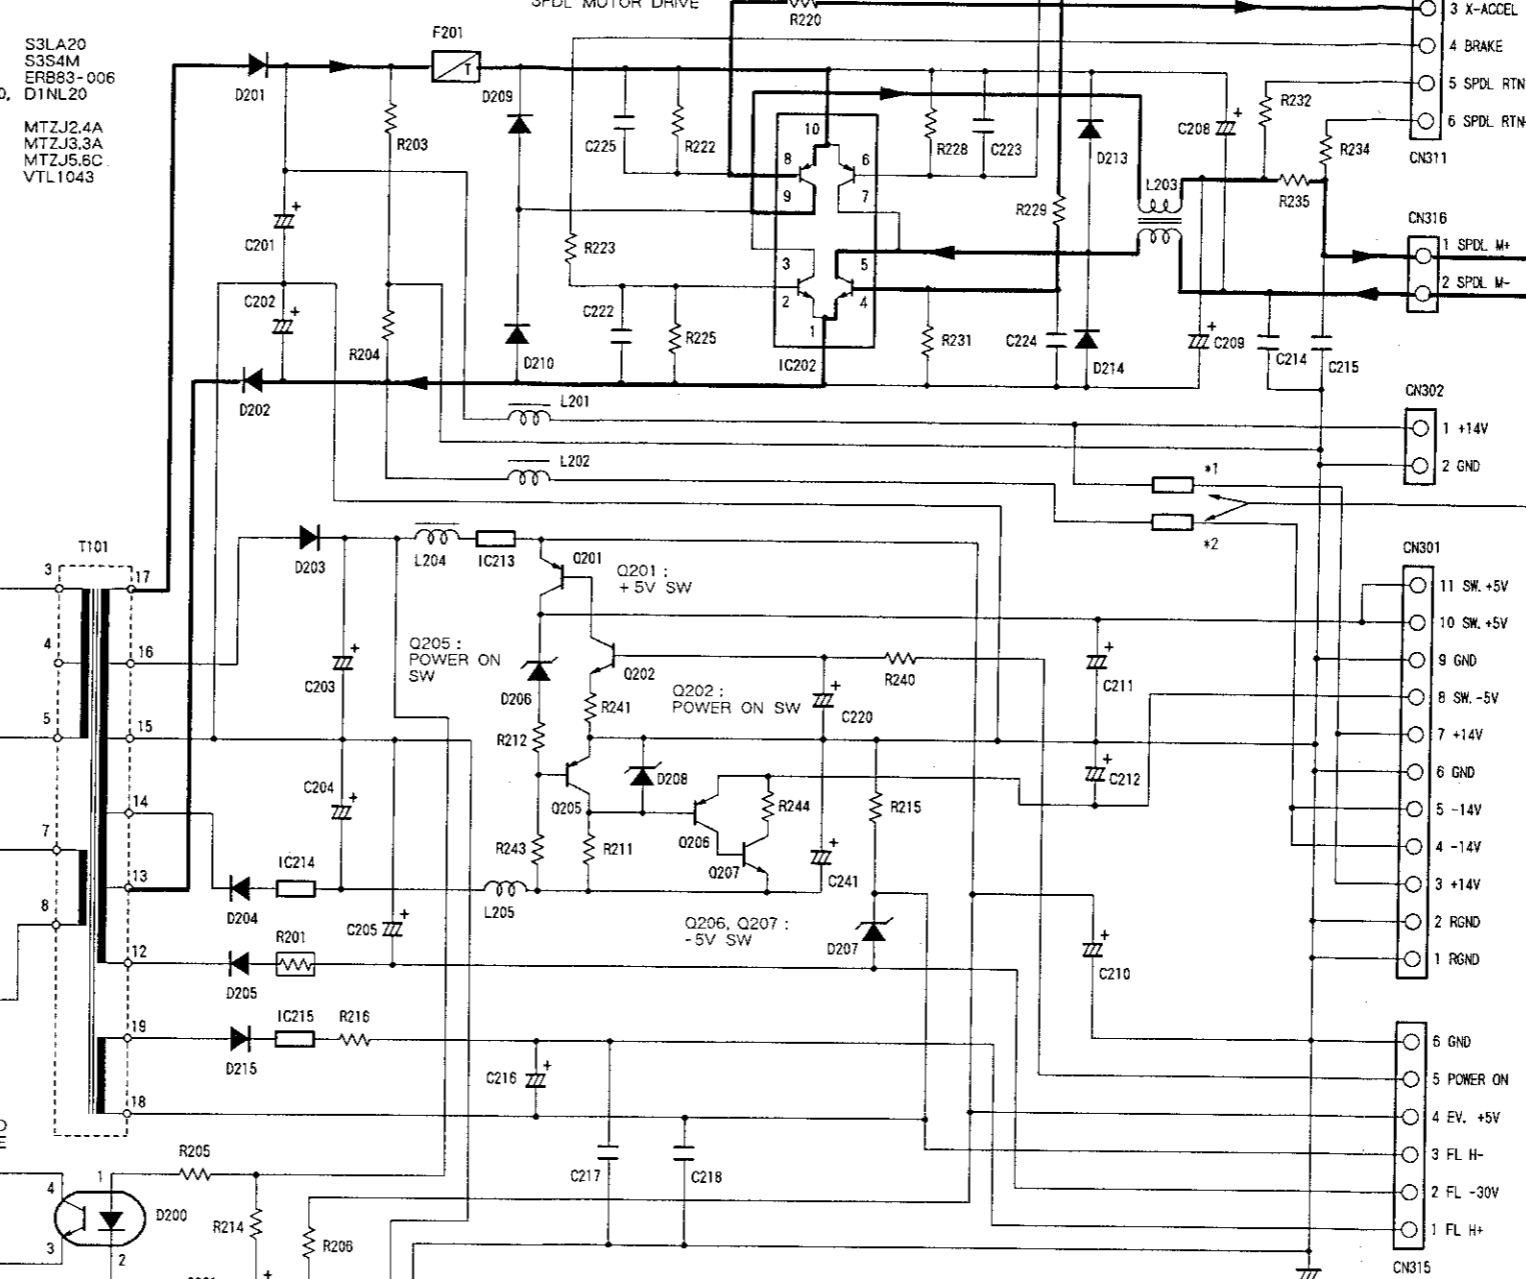 SPDL MOTOR DRIVE
R220
3 X-ACCEL
S3LA20
S3S4M
ERB83-006
D1NL20
MTZJ2.4A
MTZJ3.3A
MTZJ5.6C
VTL1043
F201
T
4 BRAKE
D201
D209
5 SPDL RTN
R232
6 SPDL RTN
R203
C225
R222
10
R228
C223
D213
C208
R234
CN311
8
6
9
7
L203
R235
C201
R223
R229
CN316
1 SPDL M+
2 SPDL M-
3
5
2
4
C202
R204
C222
R225
1
IC202
R231
C224
D214
C209
C214
C215
D210
D202
L201
CN302
1 +14V
2 GND
L202
*1
*2
T101
D203
L204
IC213
Q201
Q201 :
+5V SW
CN301
3
17
11 SW. +5V
10 SW. +5V
4
16
Q205 :
POWER ON
SW
Q202
9 GND
C203
D206
R240
C211
Q202 :
POWER ON SW
8 SW. -5V
R241
C220
5
15
R212
7 +14V
D208
C212
6 GND
C204
Q205
R244
R215
14
5 -14V
7
R243
R211
Q206
4 -14V
IC214
Q207
C241
13
3 +14V
8
D204
L205
Q206, Q207 :
-5V SW
C205
D207
2 RGND
R201
12
C210
1 RGND
D205
19
IC215
R216
6 GND
D215
C216
5 POWER ON
18
4 EV. +5V
R205
C217
C218
3 FL H-
4
1
D200
R214
R206
2 FL -30V
3
2
1 FL H+
CN315